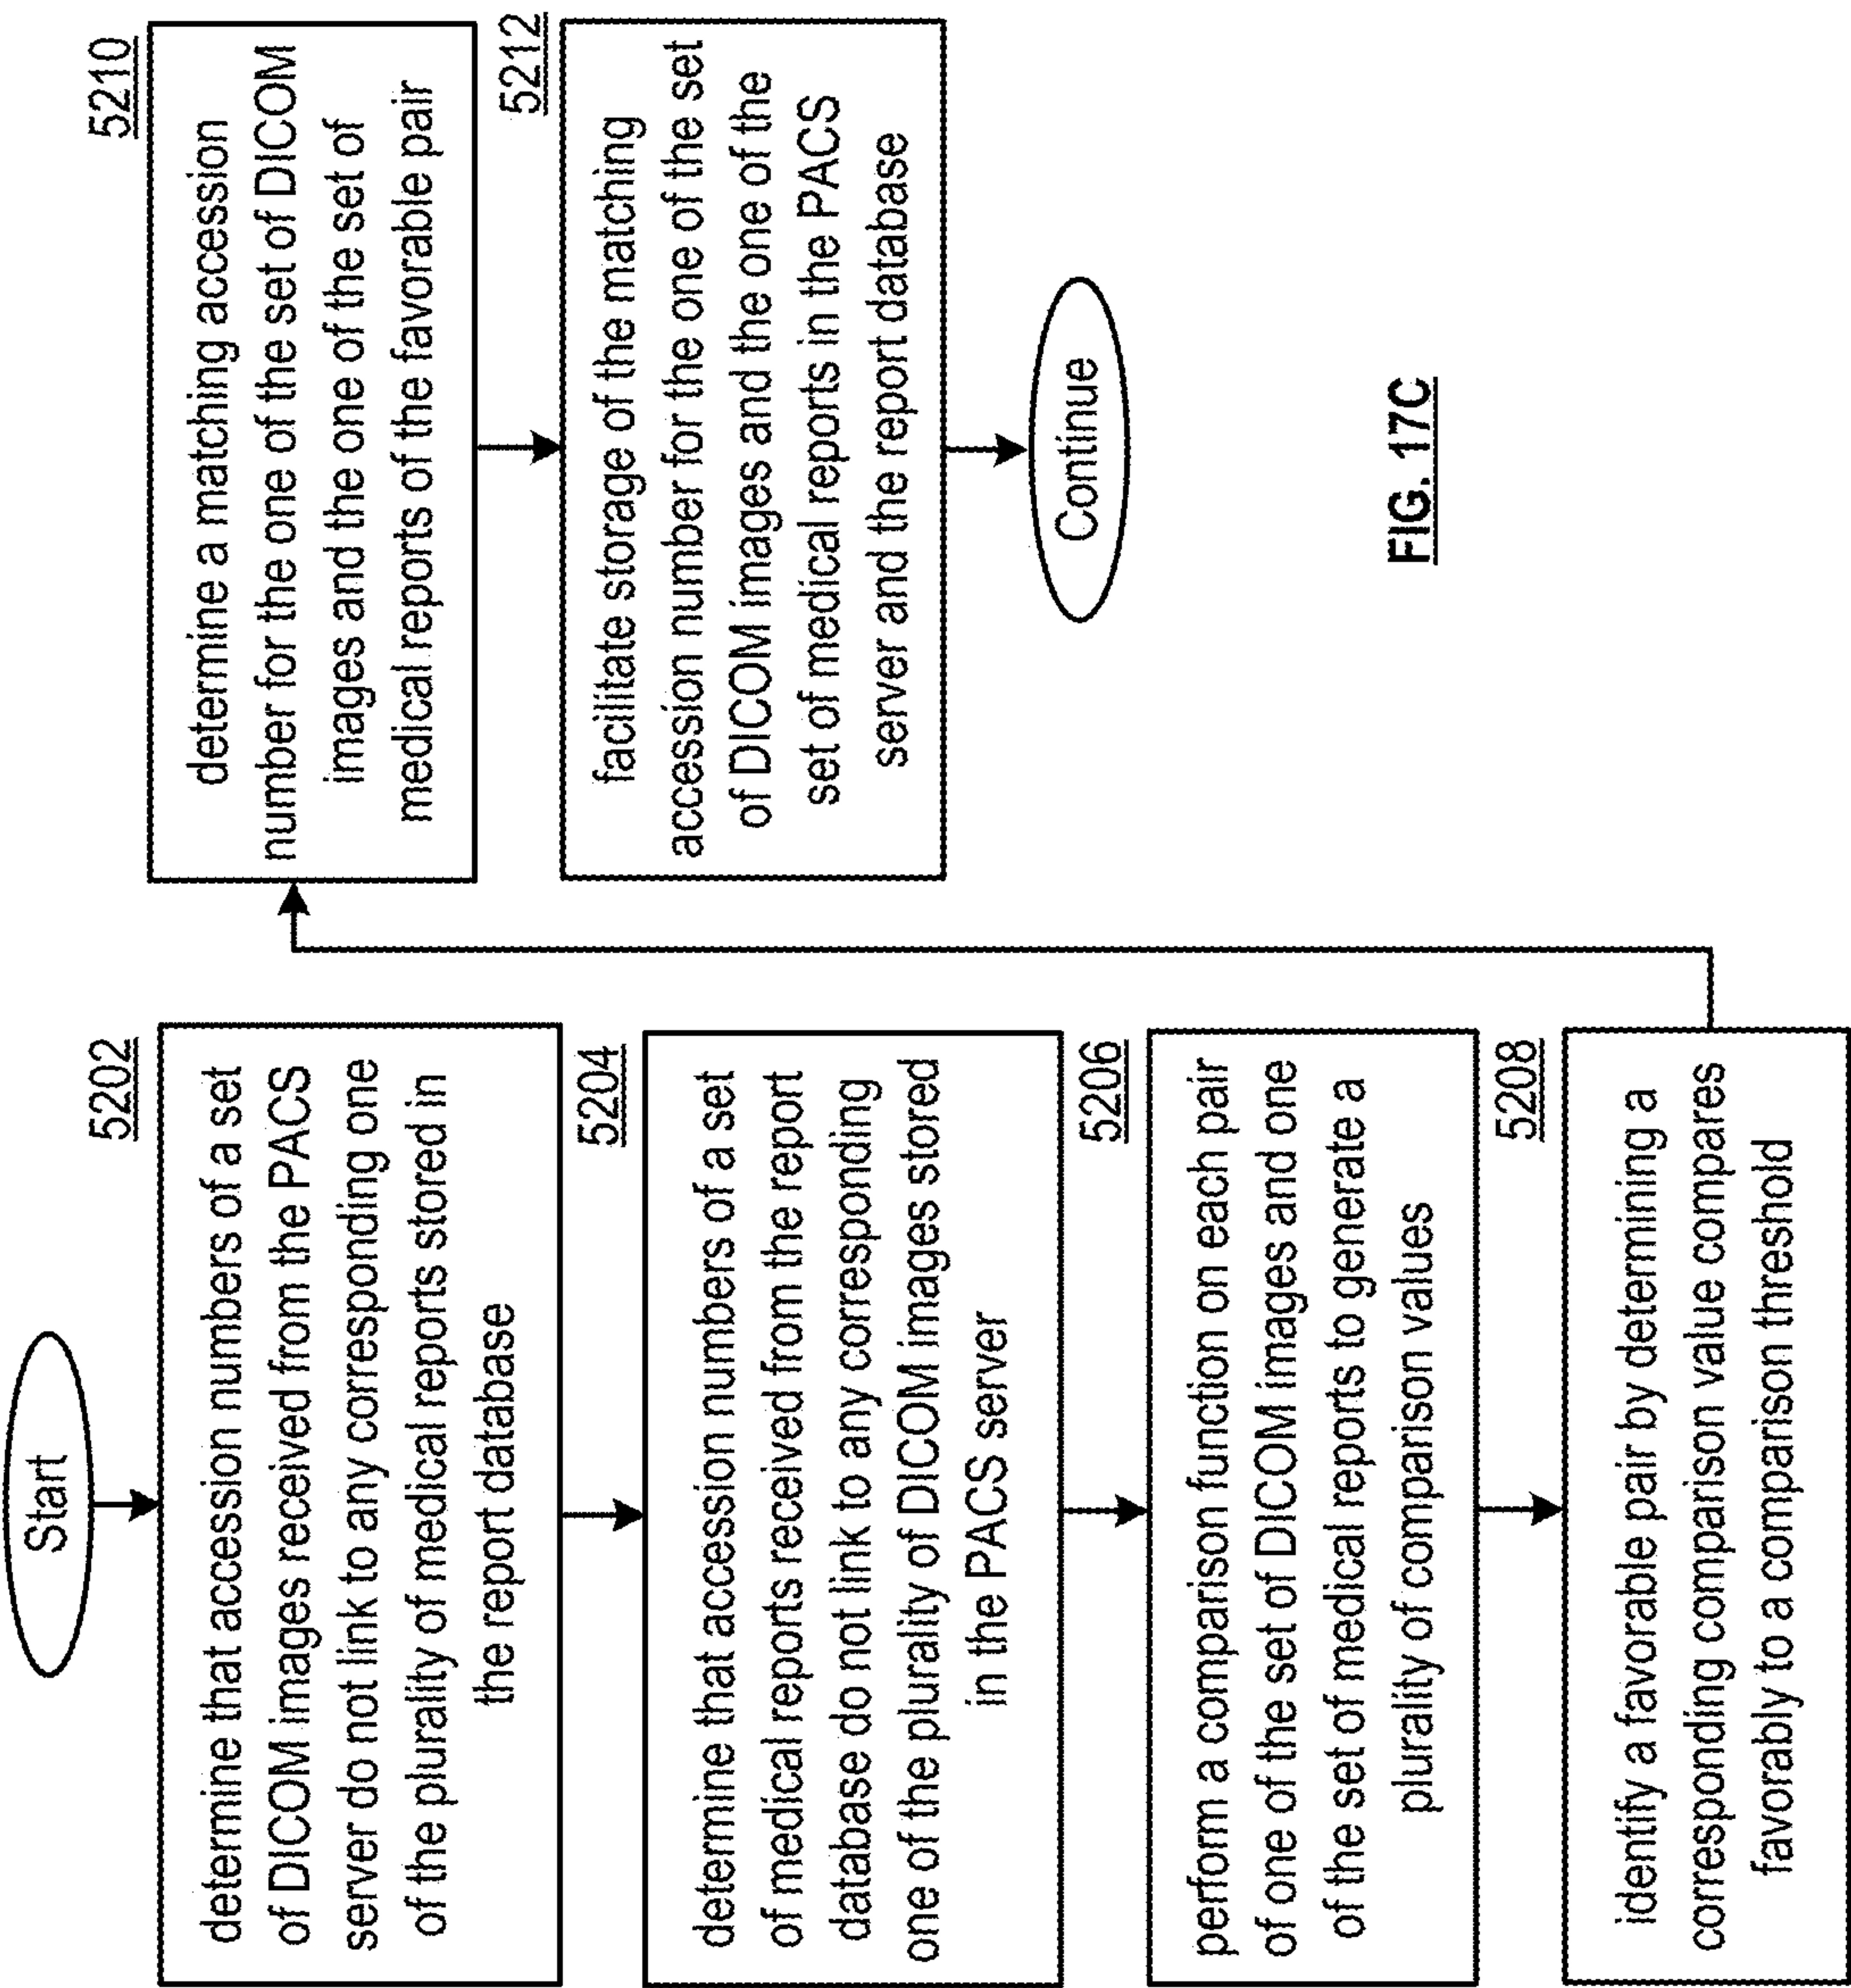 Start
5202
determine that accession numbers of a set
of DICOM images received from the PACS
server do not link to any corresponding one
of the plurality of medical reports stored in
the report database
5204
determine that accession numbers of a set
of medical reports received from the report
database do not link to any corresponding
one of the plurality of DICOM images stored
in the PACS server
5206
perform a comparison function on each pair
of one of the set of DICOM images and one
of the set of medical reports to generate a
plurality of comparison values
5208
identify a favorable pair by determining a
corresponding comparison value compares
favorably to a comparison threshold
5210
determine a matching accession
number for the one of the set of DICOM
images and the one of the set of
medical reports of the favorable pair
5212
facilitate storage of the matching
accession number for the one of the set
of DICOM images and the one of the
set of medical reports in the PACS
server and the report database
Continue
FIG. 17C